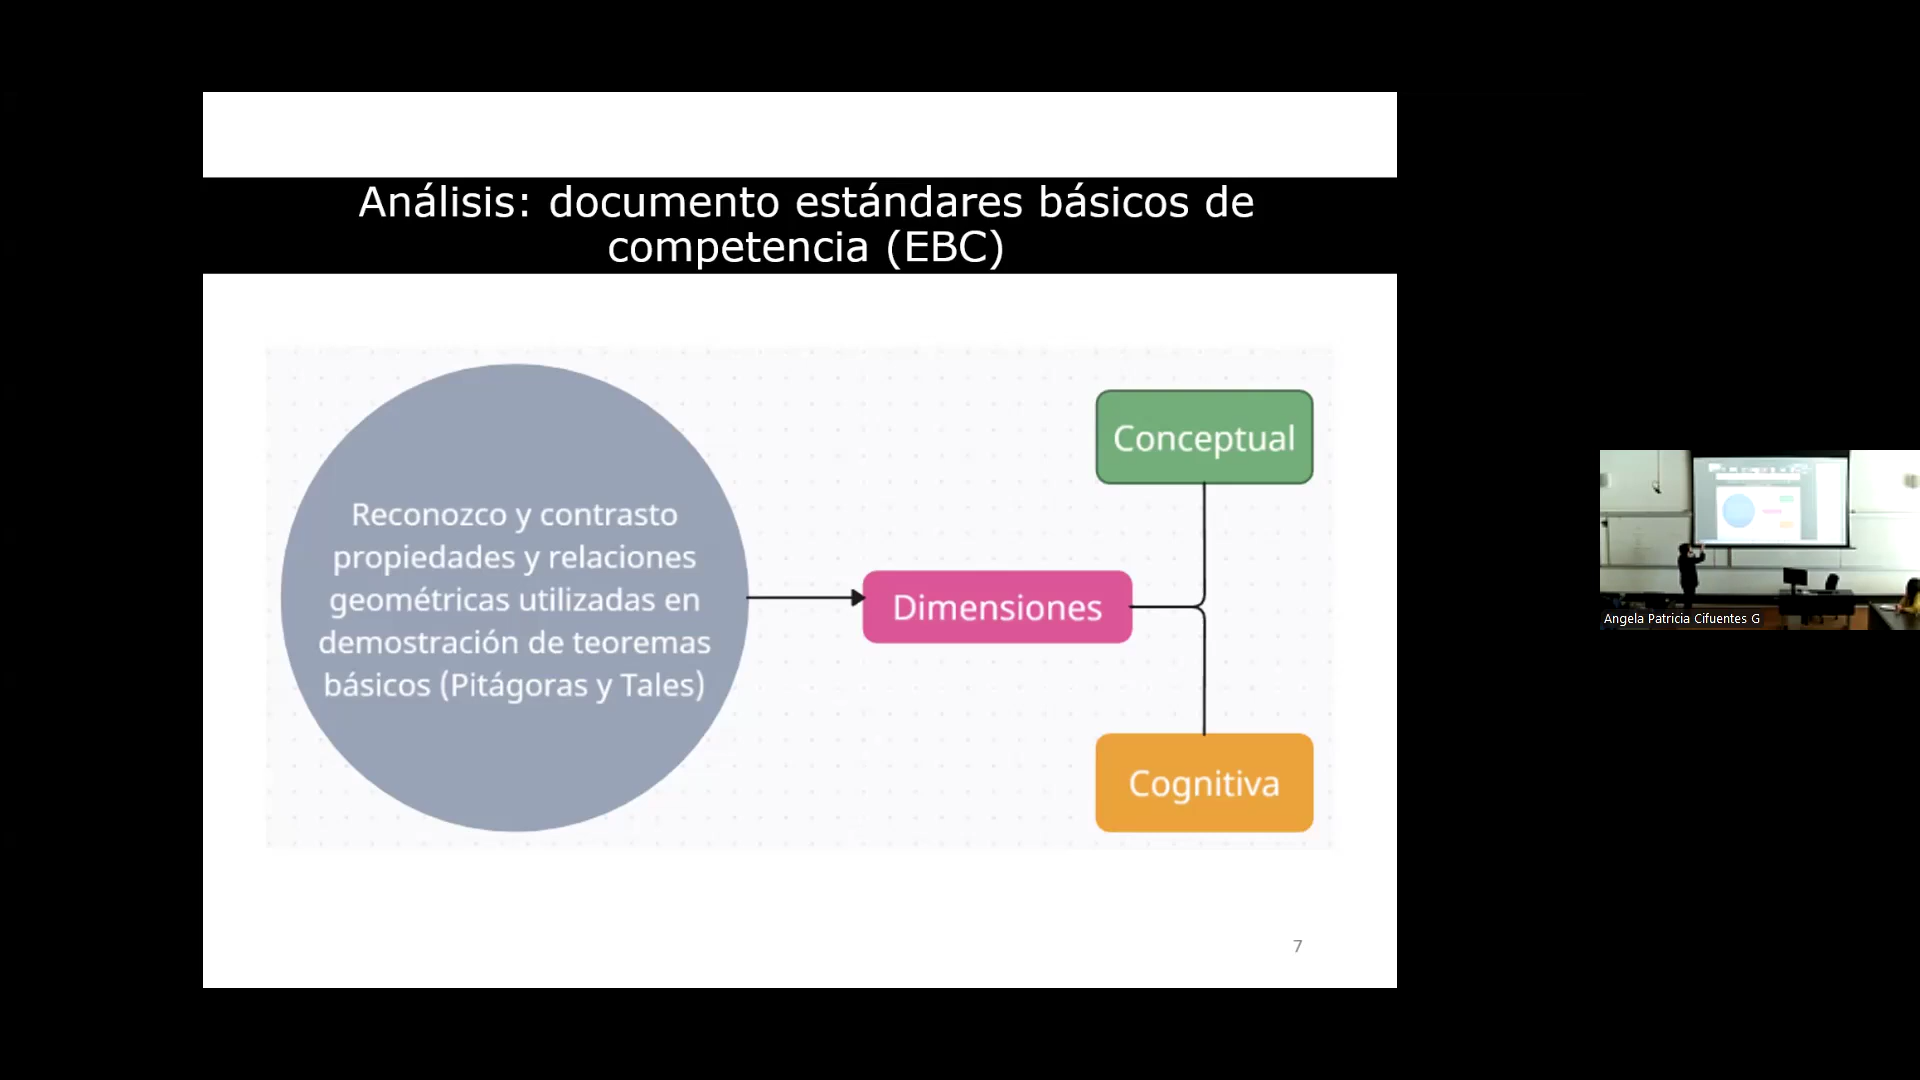 Análisis: documento estándares básicos de
competencia (EBC)
Reconozco y contrasto
propiedades y relaciones
geométricas utilizadas en
demostración de teoremas
básicos (Pitágoras y Tales)
Dimensiones
Conceptual
Cognitiva
7
Angela Patricia Cifuentes G